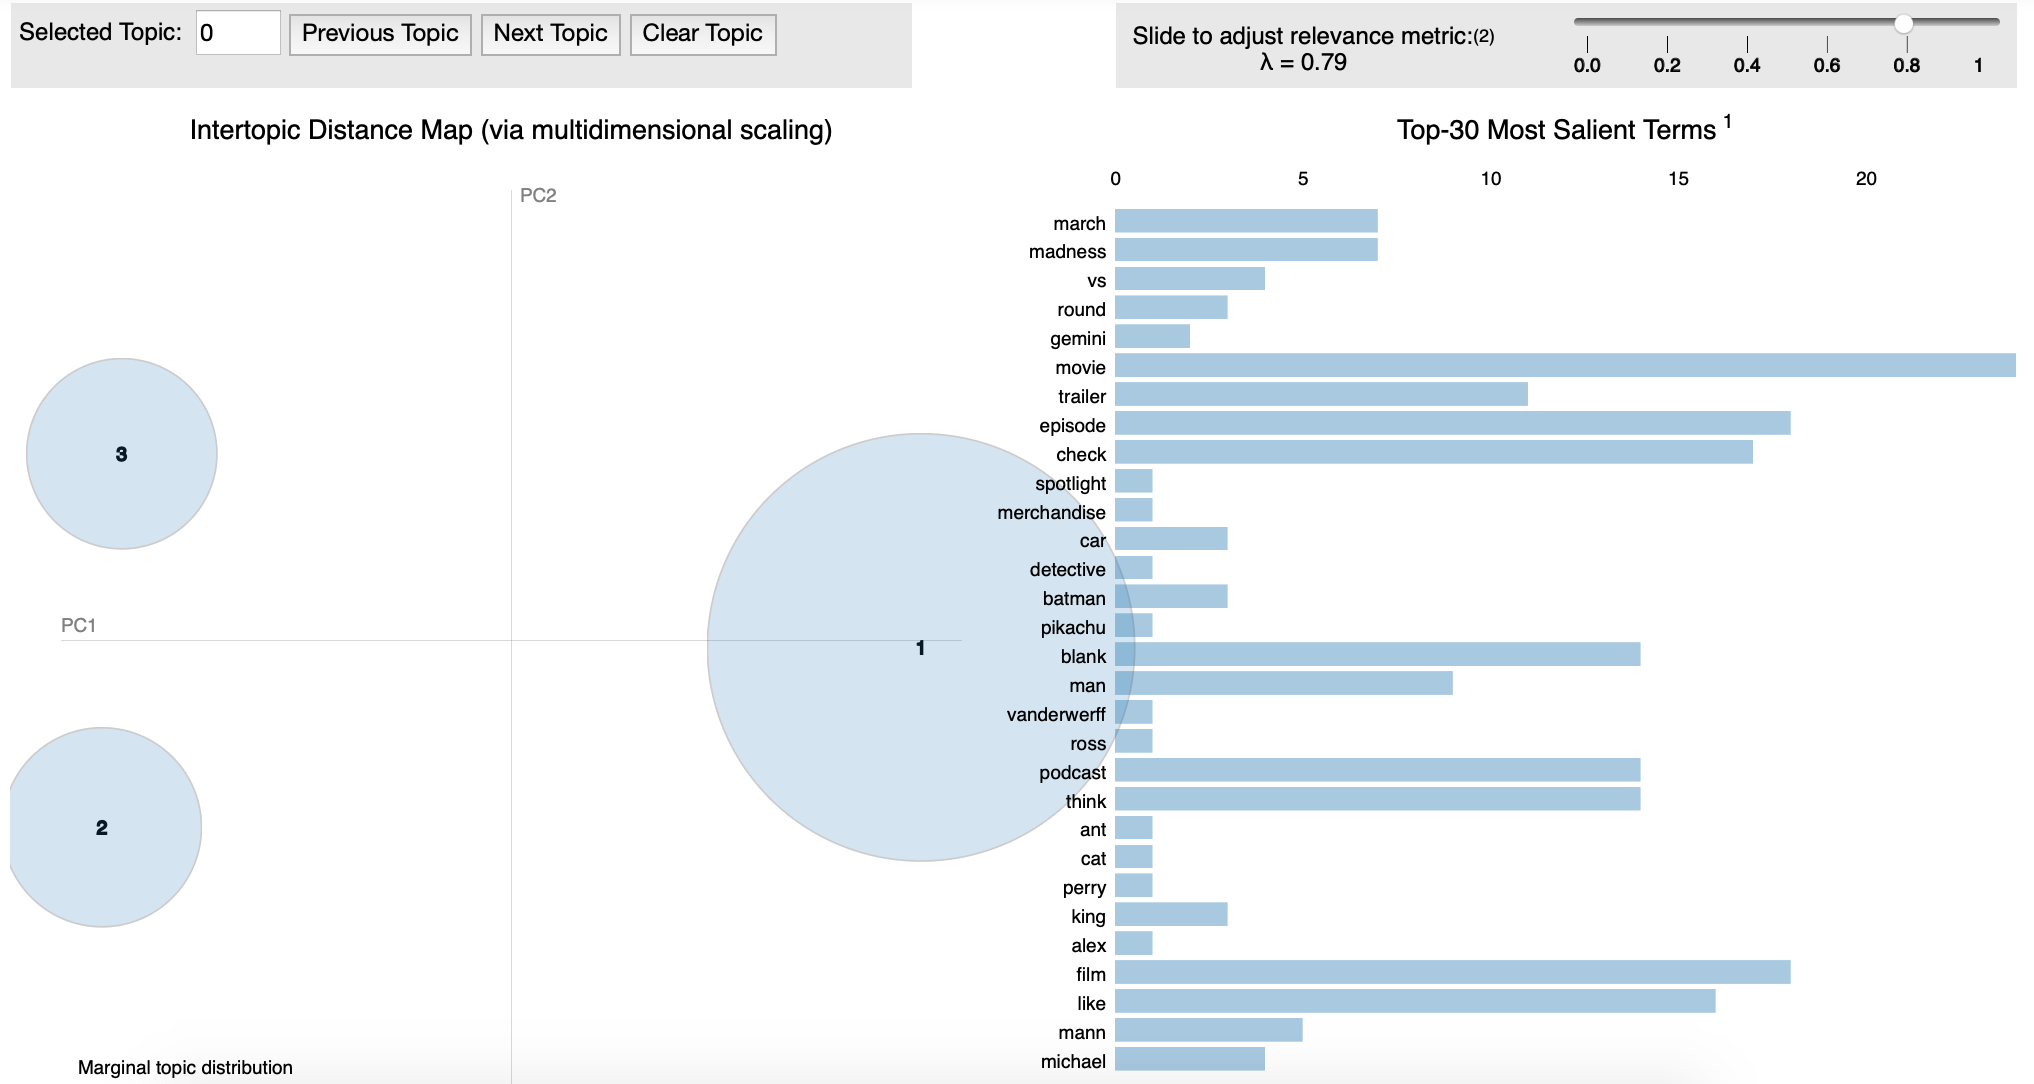 Selected Topic: 0 Previous Topic Next Topic Clear Topic
Slide to adjust relevance metric:(2)
λ = 0.79
0.0 0.2 0.4 0.6 0.8 1
Intertopic Distance Map (via multidimensional scaling)
PC2
PC1
3
1
2
Marginal topic distribution
Top-30 Most Salient Terms 1
0 5 10 15 20
march
madness
vs
round
gemini
movie
trailer
episode
check
spotlight
merchandise
car
detective
batman
pikachu
blank
man
vanderwerff
ross
podcast
think
ant
cat
perry
king
alex
film
like
mann
michael